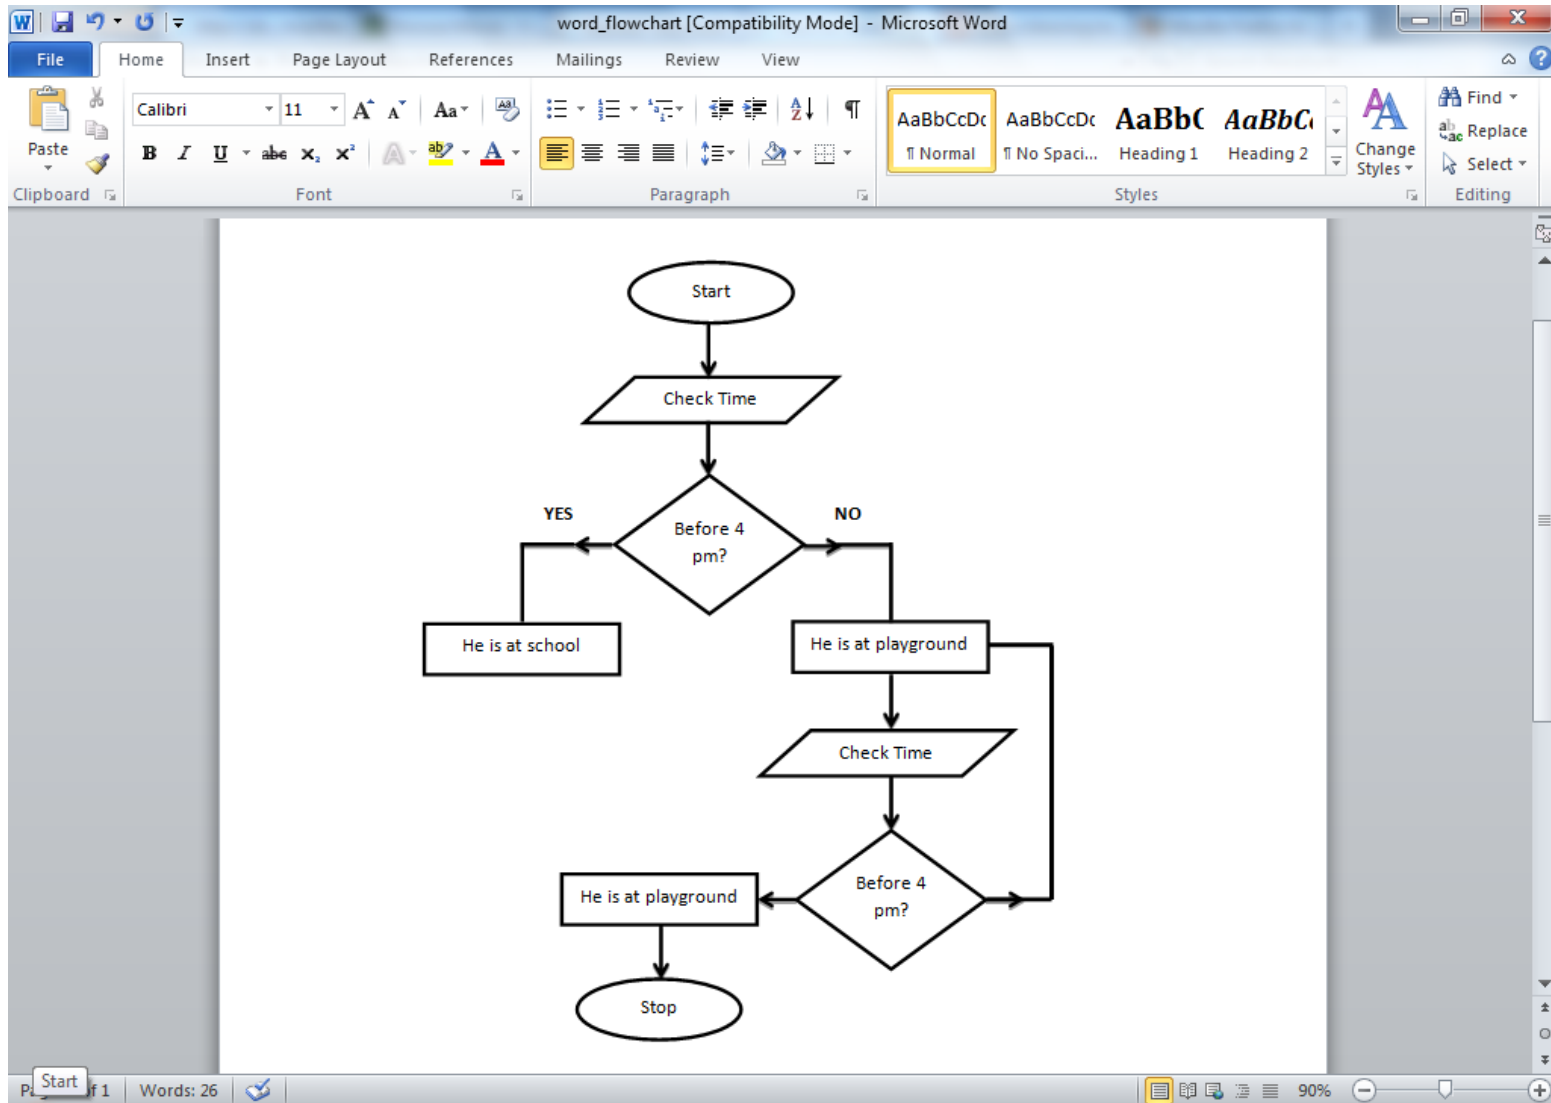 word_flowchart [Compatibility Mode] - Microsoft Word
File Home Insert Page Layout References Mailings Review View
Calibri 11
Paste
Clipboard Font Paragraph Styles Editing
AaBbCcDc AaBbCcDc AaBb( AaBbC
¶ Normal ¶ No Spaci... Heading 1 Heading 2
Change
Styles
Find
Replace
Select
Start
Check Time
Before 4
pm?
YES
NO
He is at school
He is at playground
Check Time
Before 4
pm?
He is at playground
Stop
Start
of 1 Words: 26 90%